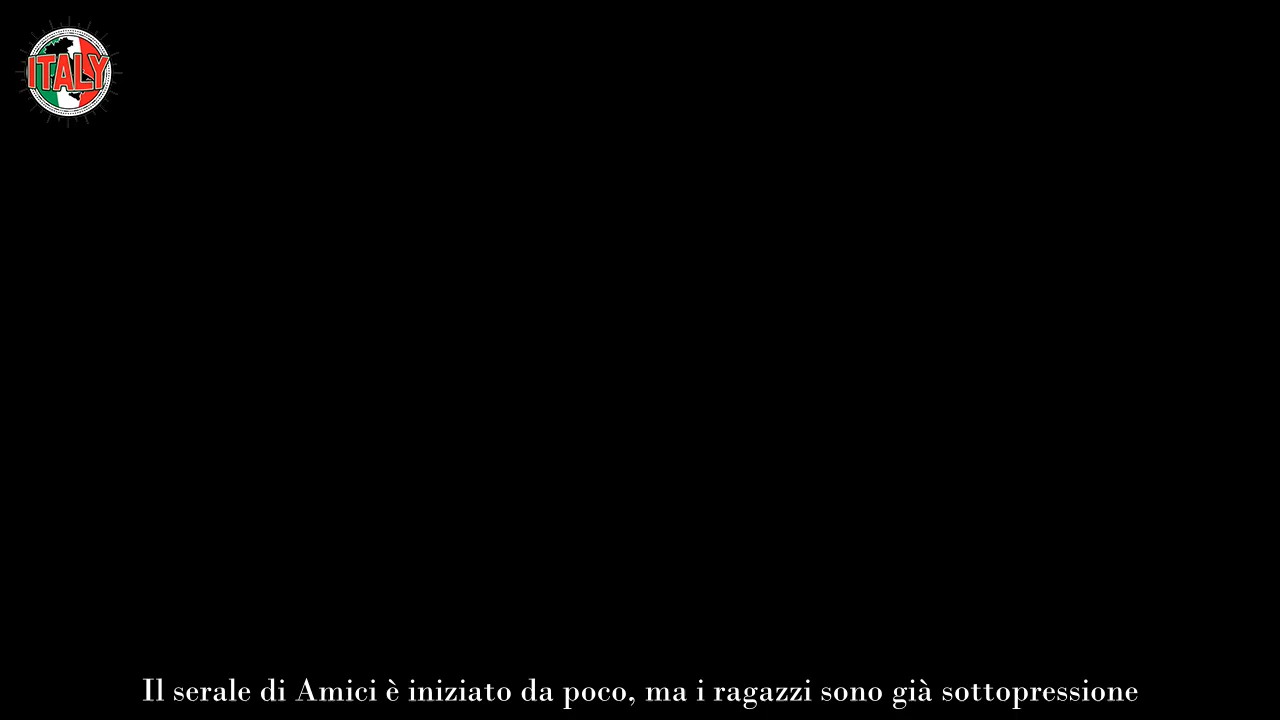 ITALY
Il serale di Amici è iniziato da poco, ma i ragazzi sono già sottopressione